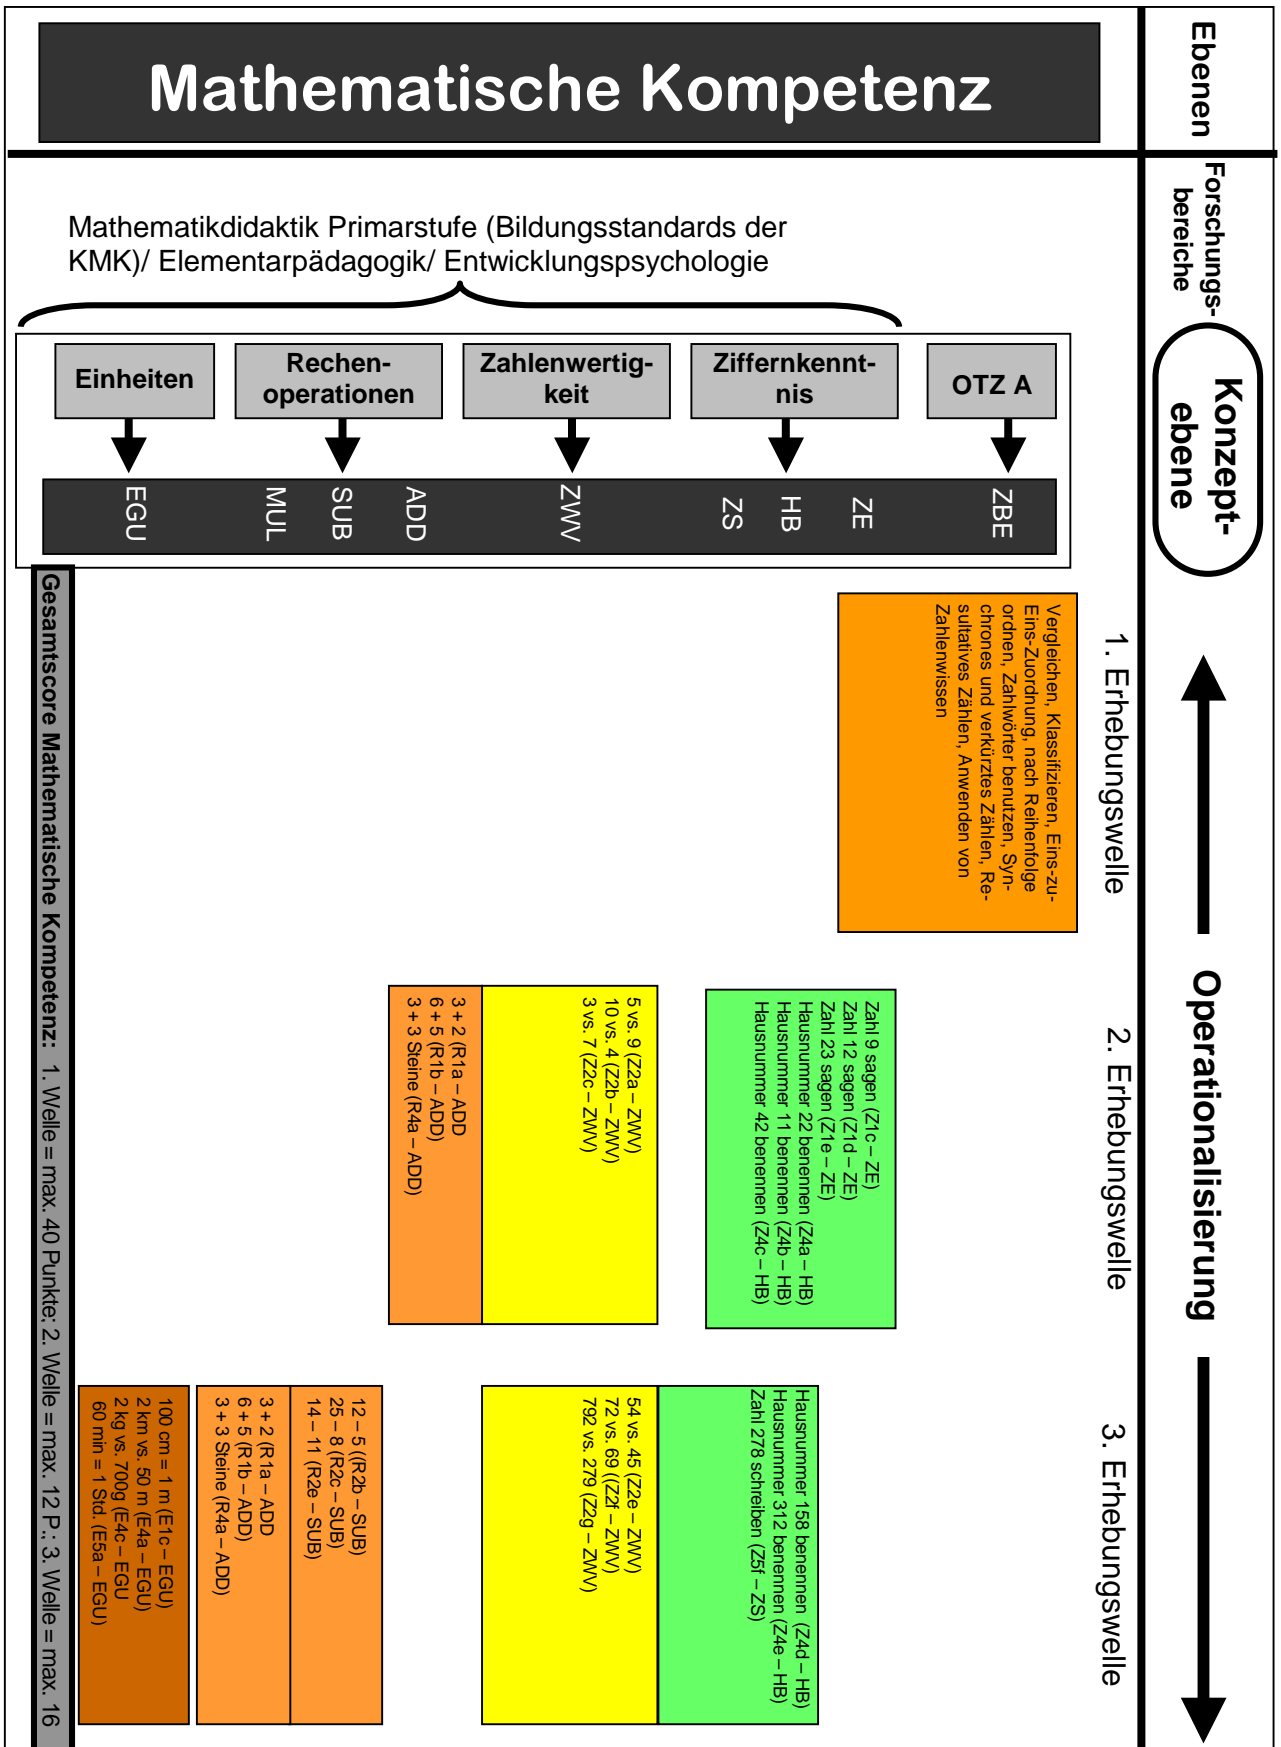 Mathematische Kompetenz
Ebenen
Forschungs-
bereiche
Mathematikdidaktik Primarstufe (Bildungsstandards der
KMK)/ Elementarpädagogik/ Entwicklungspsychologie
Konzept-
ebene
Einheiten
Rechen-
operationen
Zahlenwertig-
keit
Ziffernkennt-
nis
OTZ A
EGU
MUL
SUB
ADD
ZWV
ZS
HB
ZE
ZBE
Operationalisierung
1. Erhebungswelle
Vergleichen, Klassifizieren, Eins-zu-
Eins-Zuordnung, nach Reihenfolge
ordnen, Zahlwörter benutzen, Syn-
chrones und verkürztes Zählen, Re-
sultatives Zählen, Anwenden von
Zahlenwissen
2. Erhebungswelle
Zahl 9 sagen (Z1c – ZE)
Zahl 12 sagen (Z1d – ZE)
Zahl 23 sagen (Z1e – ZE)
Hausnummer 22 benennen (Z4a – HB)
Hausnummer 11 benennen (Z4b – HB)
Hausnummer 42 benennen (Z4c – HB)
5 vs. 9 (Z2a – ZWV)
10 vs. 4 (Z2b – ZWV)
3 vs. 7 (Z2c – ZWV)
3 + 2 (R1a – ADD
6 + 5 (R1b – ADD)
3 + 3 Steine (R4a – ADD)
3. Erhebungswelle
Hausnummer 158 benennen (Z4d – HB)
Hausnummer 312 benennen (Z4e – HB)
Zahl 278 schreiben (Z5f – ZS)
54 vs. 45 (Z2e – ZWV)
72 vs. 69 ((Z2f – ZWV)
792 vs. 279 (Z2g – ZWV)
12 – 5 ((R2b – SUB)
25 – 8 (R2c – SUB)
14 – 11 (R2e – SUB)
3 + 2 (R1a – ADD
6 + 5 (R1b – ADD)
3 + 3 Steine (R4a – ADD)
100 cm = 1 m (E1c – EGU)
2 km vs. 50 m (E4a – EGU)
2 kg vs. 700g (E4c – EGU
60 min = 1 Std. (E5a – EGU)
Gesamtscore Mathematische Kompetenz: 1. Welle = max. 40 Punkte; 2. Welle = max. 12 P.; 3. Welle = max. 16